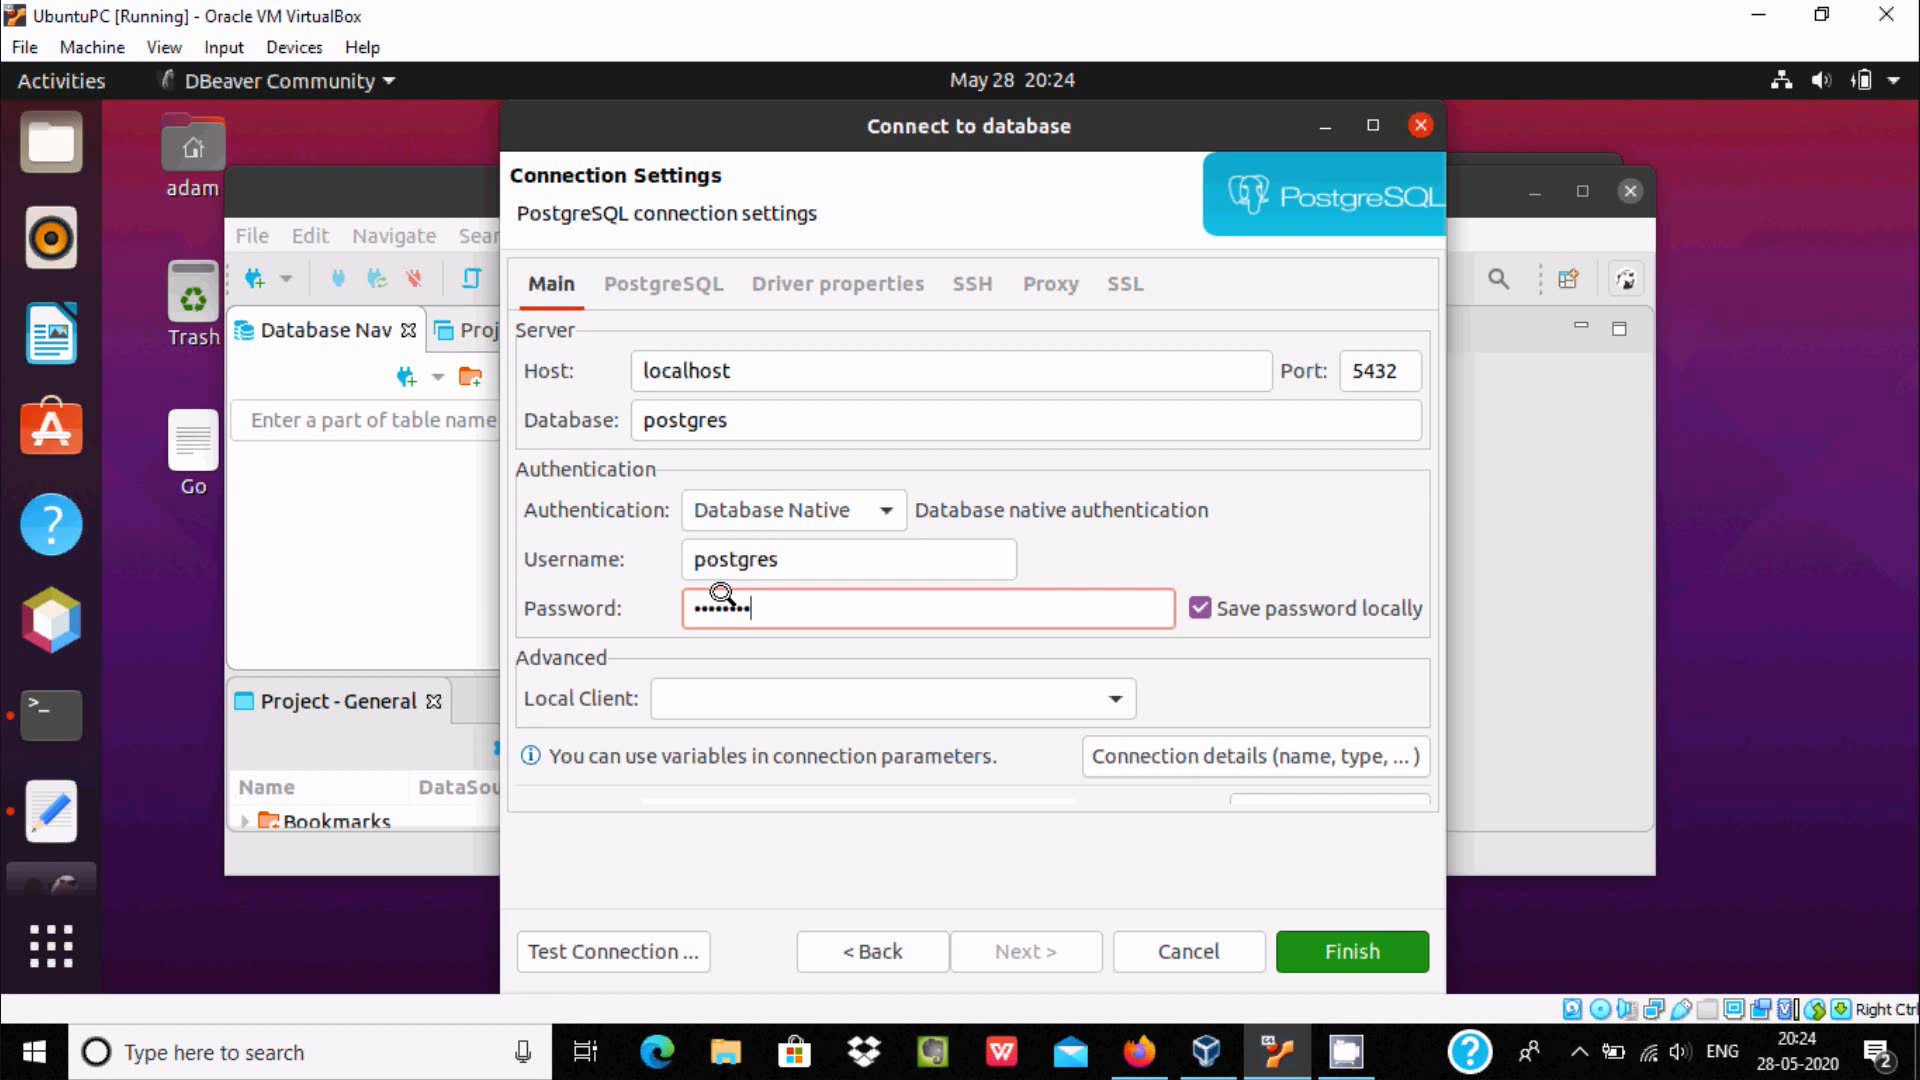 UbuntuPC [Running] - Oracle VM VirtualBox
File Machine View Input Devices Help
Activities DBeaver Community May 28 20:24
adam
Trash
Go
File Edit Navigate Sear
Database Nav Proj
Enter a part of table name
Project - General
Name DataSou
Bookmarks
Connect to database
Connection Settings
PostgreSQL connection settings
PostgreSQL
Main PostgreSQL Driver properties SSH Proxy SSL
Server
Host: localhost Port: 5432
Database: postgres
Authentication
Authentication: Database Native Database native authentication
Username: postgres
Password: •••••••• Save password locally
Advanced
Local Client:
You can use variables in connection parameters. Connection details (name, type, ... )
Test Connection ... < Back Next > Cancel Finish
Right Ctrl
Type here to search
ENG
20:24
28-05-2020
2